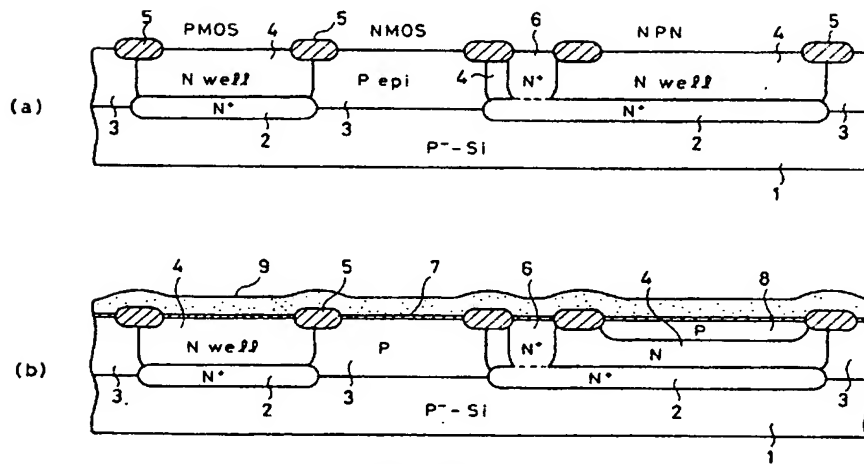 5 PMOS 4 5 NMOS 6 NPN 4 5
(a) N well P epi 4 N+ N well
3 N+ 2 3 N+ 2 3
P⁻-Si
1
4 9 5 7 6 4 8
P
(b) N well P N+ N
3 N+ 2 3 N+ 2 3
P⁻-Si
1